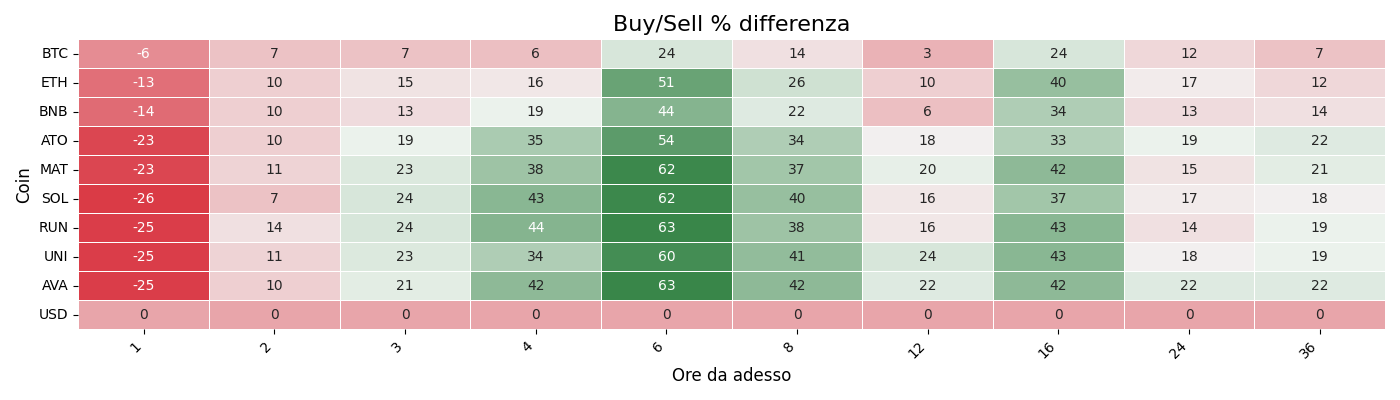 Buy/Sell % differenza
Coin
BTC -6 7 7 6 24 14 3 24 12 7
ETH -13 10 15 16 51 26 10 40 17 12
BNB -14 10 13 19 44 22 6 34 13 14
ATO -23 10 19 35 54 34 18 33 19 22
MAT -23 11 23 38 62 37 20 42 15 21
SOL -26 7 24 43 62 40 16 37 17 18
RUN -25 14 24 44 63 38 16 43 14 19
UNI -25 11 23 34 60 41 24 43 18 19
AVA -25 10 21 42 63 42 22 42 22 22
USD 0 0 0 0 0 0 0 0 0 0
1 2 3 4 6 8 12 16 24 36
Ore da adesso